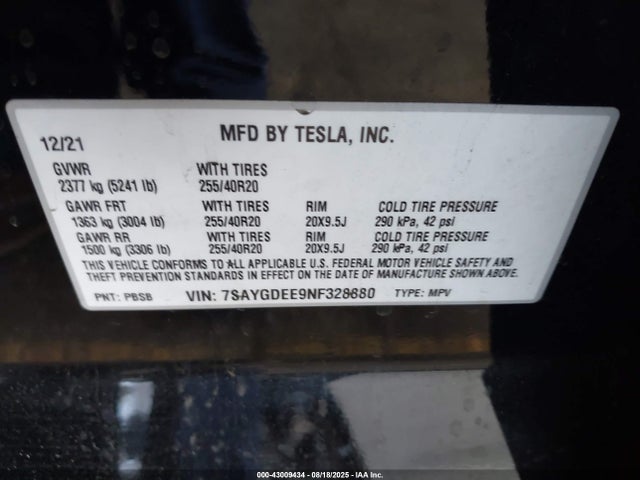 12/21 MFD BY TESLA, INC.
GVWR WITH TIRES
2377 kg (5241 lb) 255/40R20
GAWR FRT WITH TIRES RIM COLD TIRE PRESSURE
1363 kg (3004 lb) 255/40R20 20X9.5J 290 kPa, 42 psi
GAWR RR WITH TIRES RIM COLD TIRE PRESSURE
1500 kg (3306 lb) 255/40R20 20X9.5J 290 kPa, 42 psi
THIS VEHICLE CONFORMS TO ALL APPLICABLE U.S. FEDERAL MOTOR VEHICLE SAFETY AND
THEFT PREVENTION STANDARDS IN EFFECT ON THE DATE OF MANUFACTURE SHOWN ABOVE.
PNT: PBSB VIN: 7SAYGDEE9NF328680 TYPE: MPV
000-43009434 - 08/18/2025 - IAA Inc.